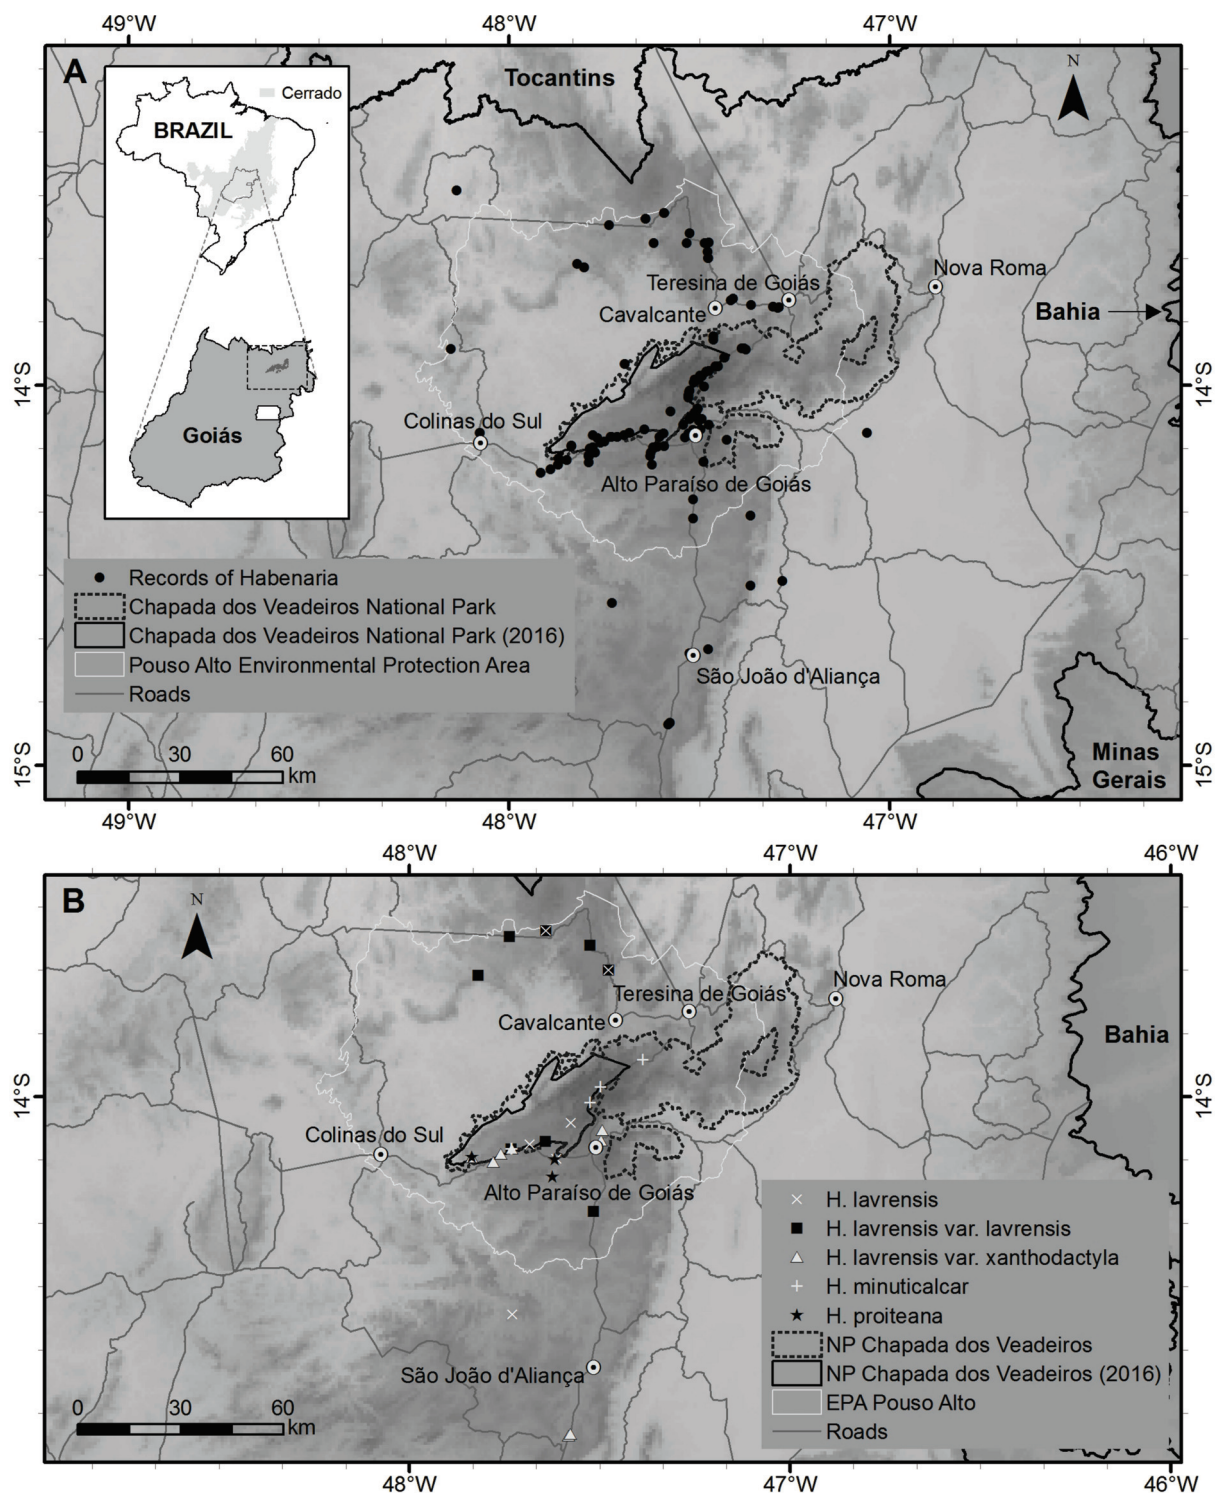 49°W 48°W 47°W
A
Tocantins
N
Cerrado
BRAZIL
Goiás
Nova Roma
Teresina de Goiás
Cavalcante
Bahia
14°S
14°S
Colinas do Sul
Alto Paraíso de Goiás
Records of Habenaria
Chapada dos Veadeiros National Park
Chapada dos Veadeiros National Park (2016)
Pouso Alto Environmental Protection Area
Roads
São João d'Aliança
0 30 60
km
Minas
Gerais
15°S
15°S
49°W 48°W 47°W
48°W 47°W 46°W
B
N
Nova Roma
Teresina de Goiás
Cavalcante
Bahia
14°S
14°S
Colinas do Sul
Alto Paraíso de Goiás
H. lavrensis
H. lavrensis var. lavrensis
H. lavrensis var. xanthodactyla
H. minuticalcar
H. proiteana
NP Chapada dos Veadeiros
NP Chapada dos Veadeiros (2016)
EPA Pouso Alto
Roads
São João d'Aliança
0 30 60
km
48°W 47°W 46°W